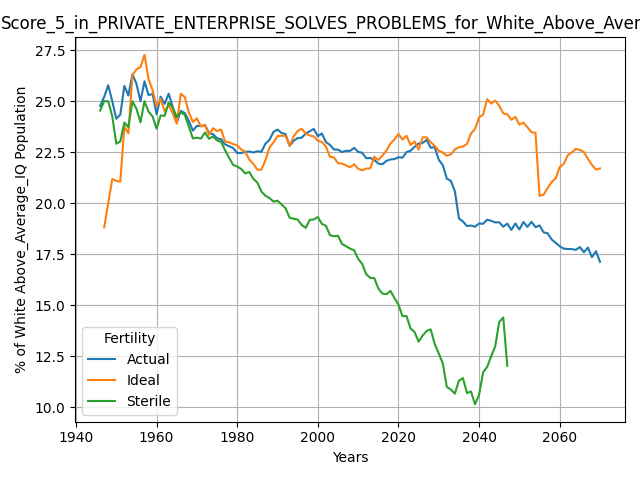 Score_5_in_PRIVATE_ENTERPRISE_SOLVES_PROBLEMS_for_White_Above_Aver
% of White Above_Average_IQ Population
27.5
25.0
22.5
20.0
17.5
15.0
12.5
10.0
Fertility
Actual
Ideal
Sterile
1940 1960 1980 2000 2020 2040 2060
Years